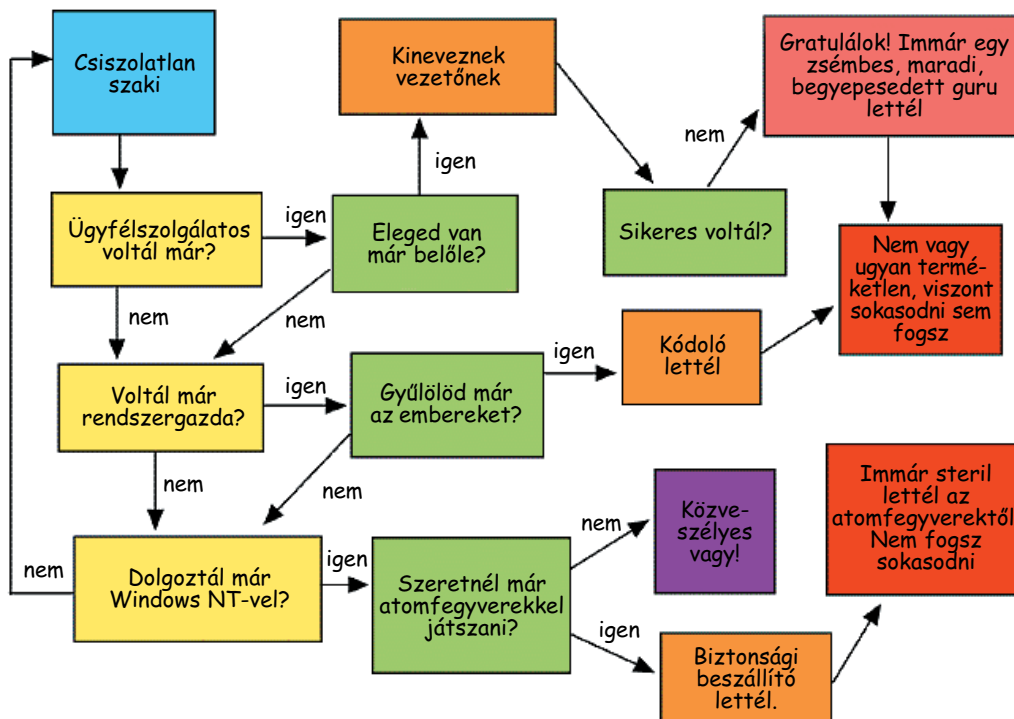 Csiszolatlan
szaki
Kineveznek
vezetőnek
Gratulálok! Immár egy
zsémbes, maradi,
begyepesedett guru
lettél
nem
igen
Ügyfélszolgálatos
voltál már?
igen
Eleged van
már belőle?
Sikeres voltál?
Nem vagy
ugyan termé-
ketlen, viszont
sokasodni sem
fogsz
nem
nem
Voltál már
rendszergazda?
igen
Gyűlölöd már
az embereket?
igen
Kódoló
lettél
nem
nem
Közve-
szélyes
vagy!
Immár steril
lettél az
atomfegyverektől
Nem fogsz
sokasodni
nem
Dolgoztál már
Windows NT-vel?
igen
Szeretnél már
atomfegyverekkel
játszani?
nem
igen
Biztonsági
beszállító
lettél.